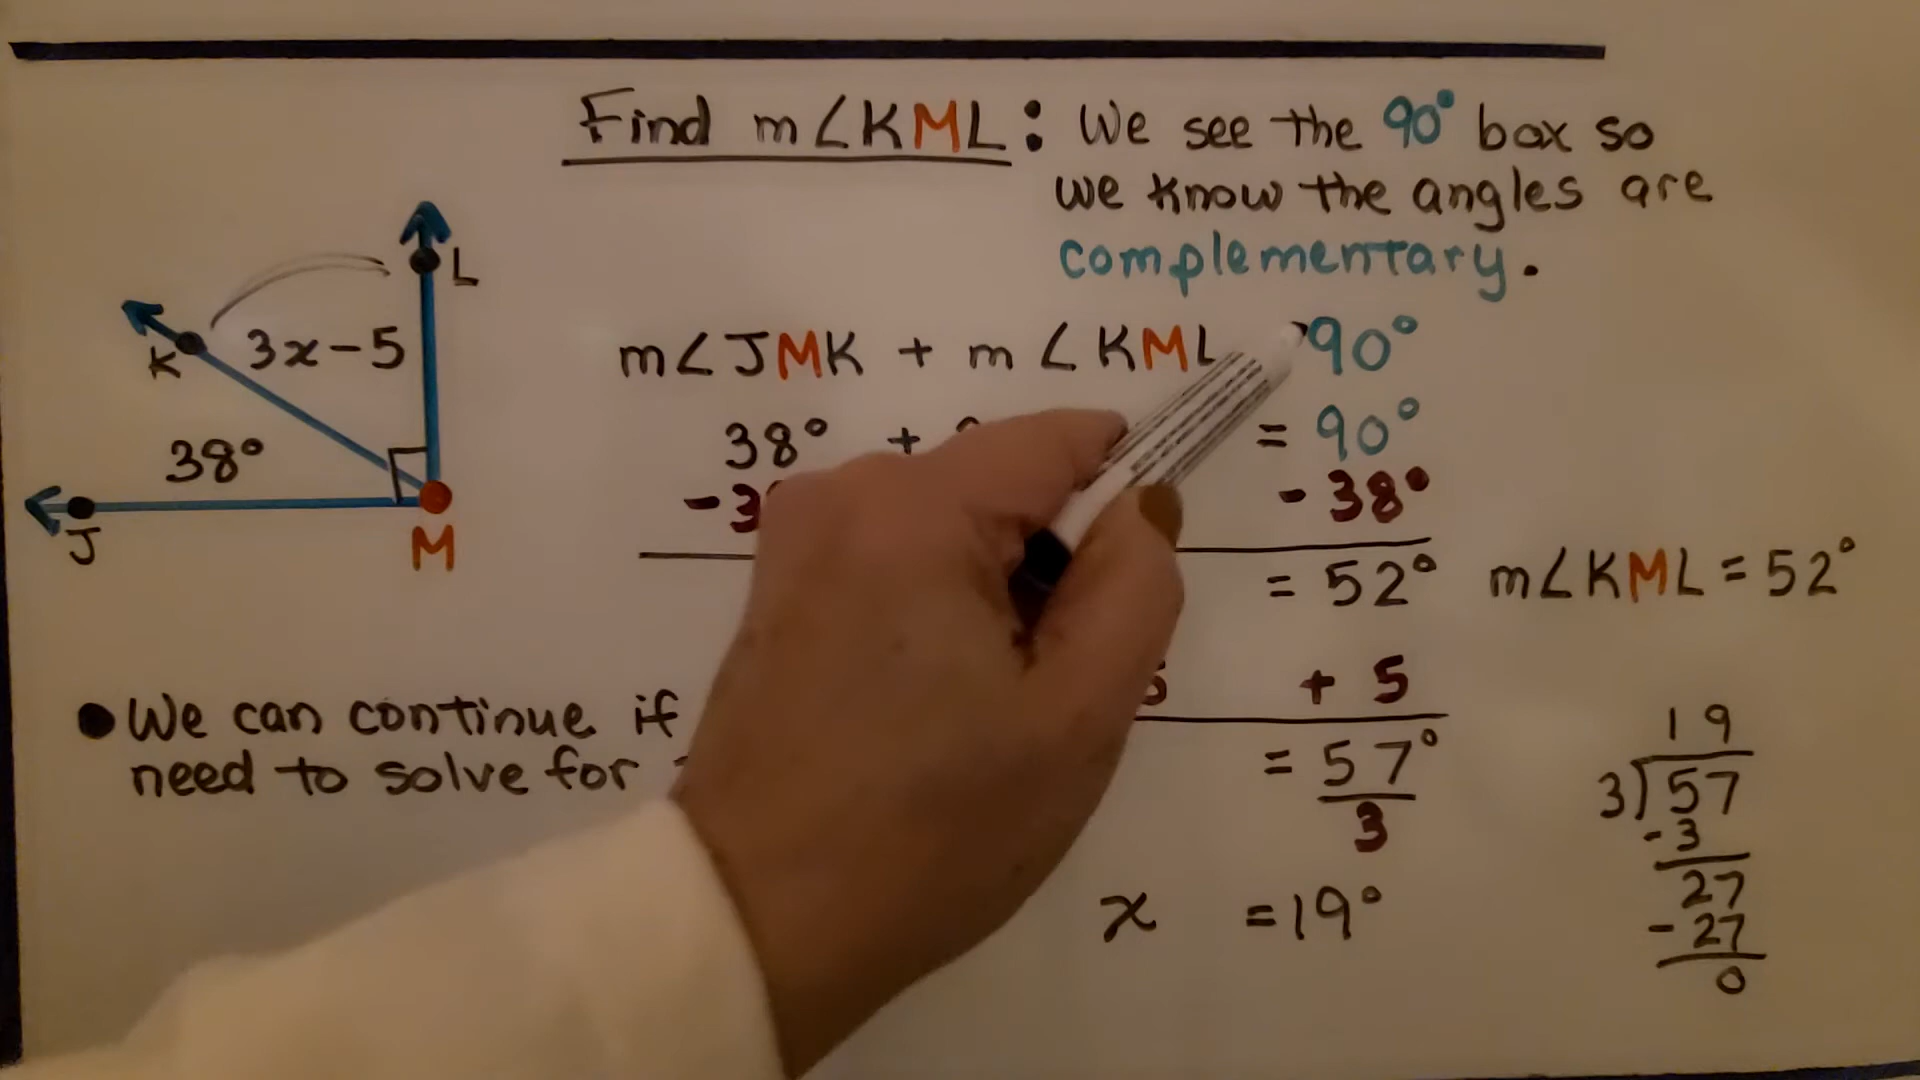 Find m∠KML: We see the 90° box so
we know the angles are
complementary.
L
K
3x-5
38°
J
M
m∠JMK + m∠KML 90°
38° + = 90°
-3 - 38°
= 52°
m∠KML = 52°
• We can continue if
need to solve for
+ 5
= 57°
3
x = 19°
19
3)57
-3
27
-27
0